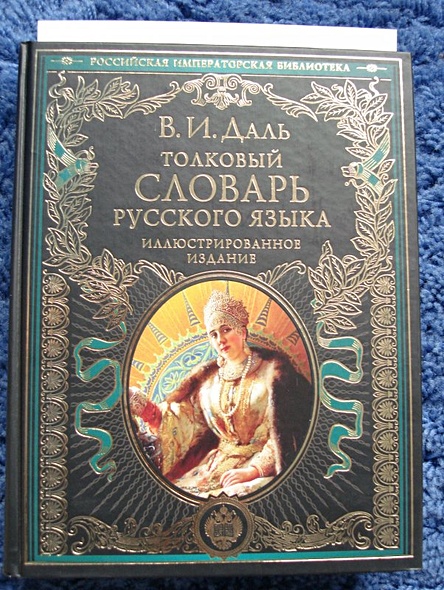 РОССИЙСКАЯ ИМПЕРАТОРСКАЯ БИБЛИОТЕКА
В. И. ДАЛЬ
ТОЛКОВЫЙ
СЛОВАРЬ
РУССКОГО ЯЗЫКА
ИЛЛЮСТРИРОВАННОЕ
ИЗДАНИЕ